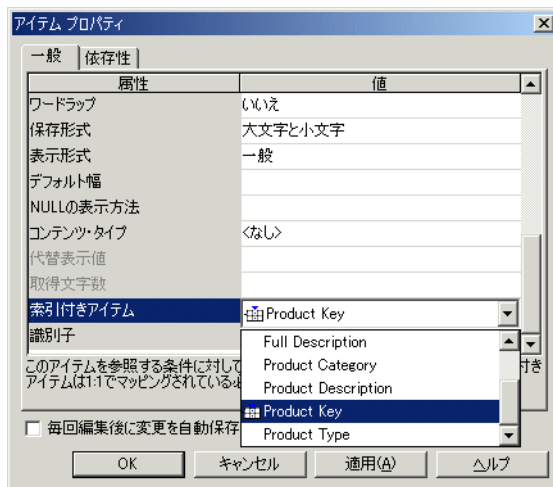 アイテム プロパティ
一般 依存性
属性 値
ワードラップ いいえ
保存形式 大文字と小文字
表示形式 一般
デフォルト幅
NULLの表示方法
コンテンツ・タイプ <なし>
代替表示値
取得文字数
索引付きアイテム Product Key
識別子
Full Description
このアイテムを参照する条件に対して 付き
Product Category
アイテムは1:1でマッピングされている
Product Description
Product Key
毎回編集後に変更を自動保存
Product Type
OK キャンセル 適用(A) ヘルプ